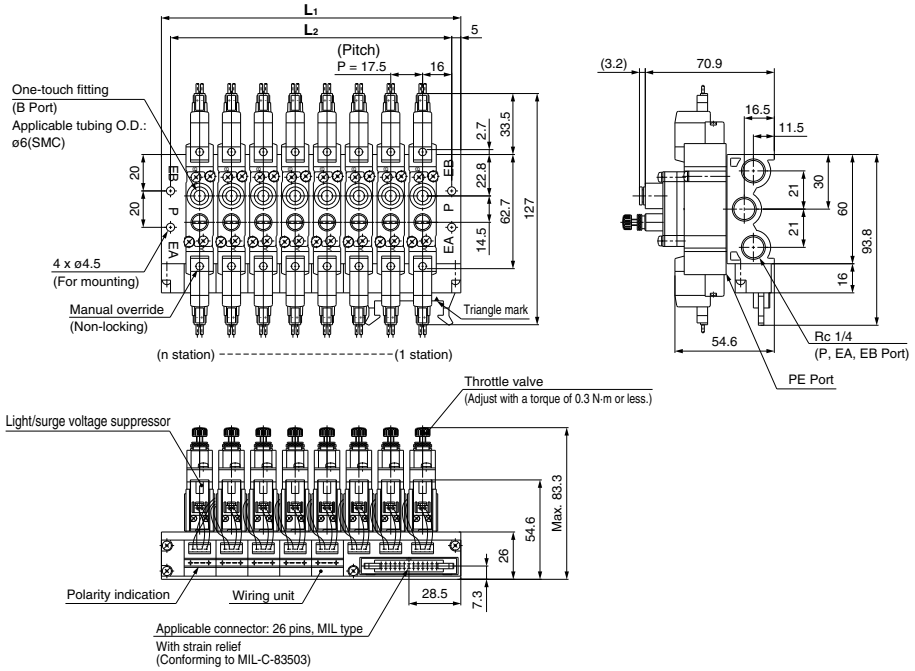 L1
L2
5
(Pitch)
P = 17.5
16
One-touch fitting
(B Port)
Applicable tubing O.D.:
ø6(SMC)
20
20
EB
P
EA
EB
P
EA
2.7
33.5
22.8
14.5
62.7
127
4 x ø4.5
(For mounting)
Manual override
(Non-locking)
Triangle mark
(n station)
(1 station)
(3.2)
70.9
16.5
11.5
21
21
30
60
93.8
16
54.6
Rc 1/4
(P, EA, EB Port)
PE Port
Throttle valve
(Adjust with a torque of 0.3 N·m or less.)
Light/surge voltage suppressor
Max. 83.3
54.6
26
7.3
28.5
Polarity indication
Wiring unit
Applicable connector: 26 pins, MIL type
With strain relief
(Conforming to MIL-C-83503)